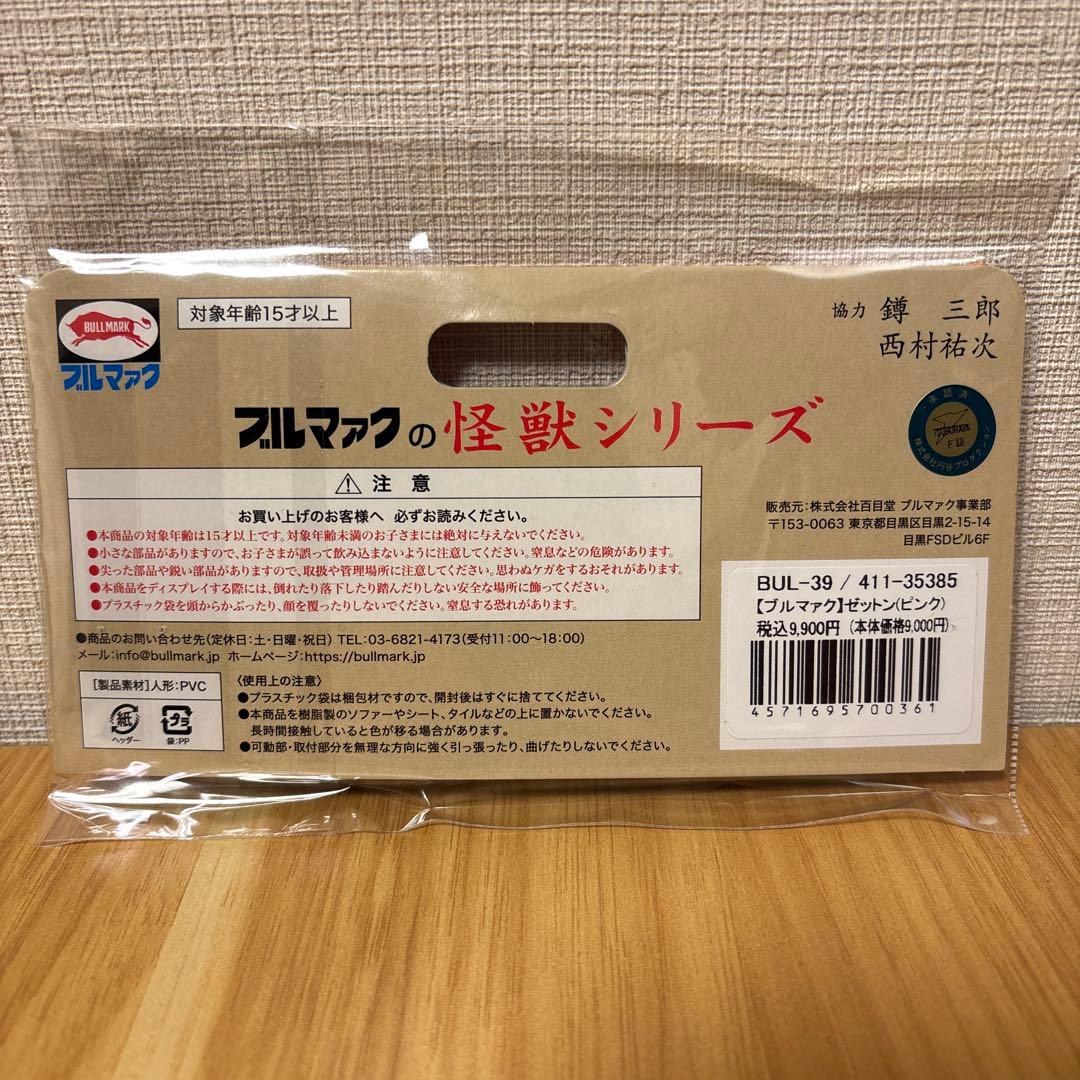 BULLMARK
ブルマァク
対象年齢15才以上
協力 鐏 三郎
西村祐次
ブルマァクの怪獣シリーズ
承認済
TSUBURAYA
F証
株式会社円谷プロダクション
⚠ 注意
お買い上げのお客様へ 必ずお読みください。
●本商品の対象年齢は15才以上です。対象年齢未満のお子さまには絶対に与えないでください。
●小さな部品がありますので、お子さまが誤って飲み込まないように注意してください。窒息などの危険があります。
●尖った部品や鋭い部品がありますので、取扱や管理場所に注意してください。思わぬケガをするおそれがあります。
●本商品をディスプレイする際には、倒れたり落下したり踏んだりしない安全な場所に飾ってください。
●プラスチック袋を頭からかぶったり、顔を覆ったりしないでください。窒息する恐れがあります。
●商品のお問い合わせ先(定休日:土・日曜・祝日) TEL:03-6821-4173(受付11:00〜18:00)
メール:info@bullmark.jp ホームページ:https://bullmark.jp
[製品素材]人形:PVC
紙
ヘッダー
プラ
袋:PP
〈使用上の注意〉
●プラスチック袋は梱包材ですので、開封後はすぐに捨ててください。
●本商品を樹脂製のソファーやシート、タイルなどの上に置かないでください。
長時間接触していると色が移る場合があります。
●可動部・取付部分を無理な方向に強く引っ張ったり、曲げたりしないでください。
販売元:株式会社百目堂 ブルマァク事業部
〒153-0063 東京都目黒区目黒2-15-14
目黒FSDビル6F
BUL-39 / 411-35385
【ブルマァク】ゼットン(ピンク)
税込9,900円 (本体価格9,000円)
4571695700361